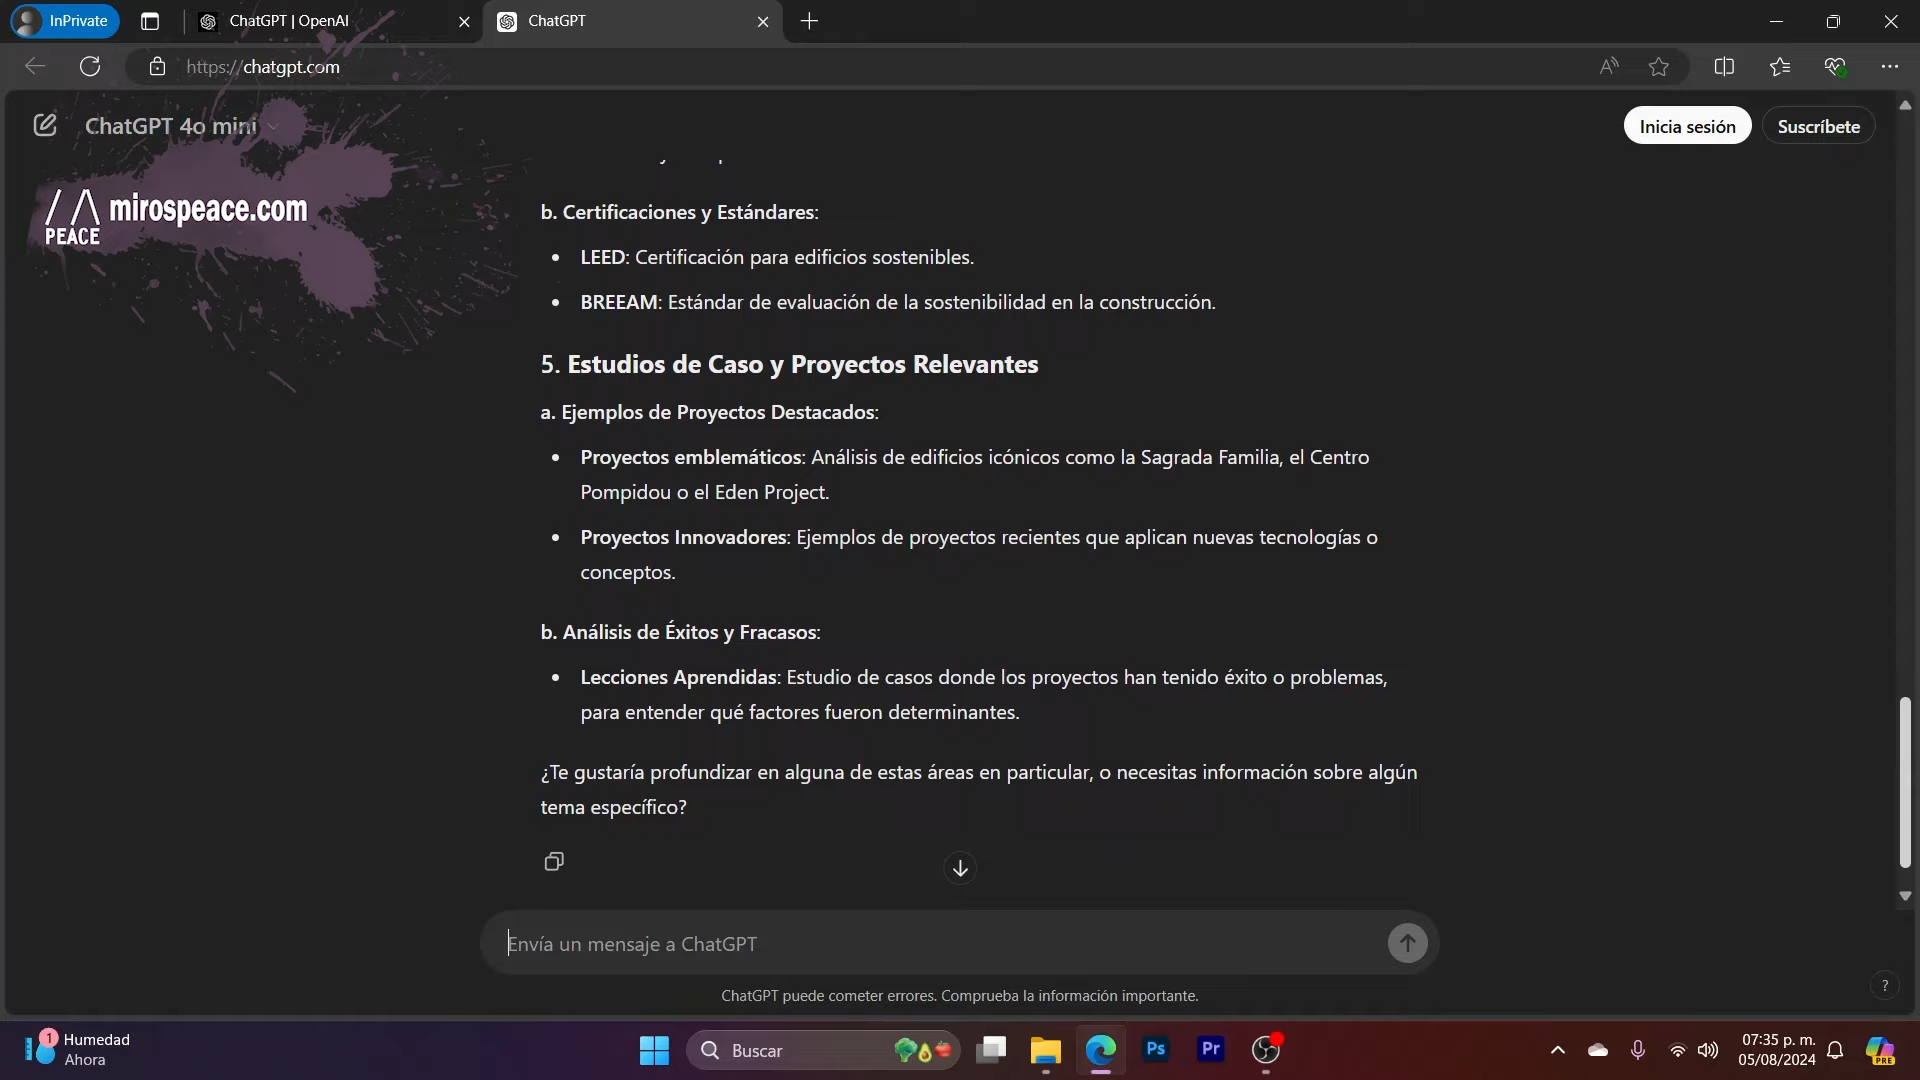 InPrivate
ChatGPT | OpenAI
ChatGPT
https://chatgpt.com
ChatGPT 4o mini
Inicia sesión
Suscríbete
PEACE
mirospeace.com
b. Certificaciones y Estándares:
• LEED: Certificación para edificios sostenibles.
• BREEAM: Estándar de evaluación de la sostenibilidad en la construcción.
5. Estudios de Caso y Proyectos Relevantes
a. Ejemplos de Proyectos Destacados:
• Proyectos emblemáticos: Análisis de edificios icónicos como la Sagrada Familia, el Centro
Pompidou o el Eden Project.
• Proyectos Innovadores: Ejemplos de proyectos recientes que aplican nuevas tecnologías o
conceptos.
b. Análisis de Éxitos y Fracasos:
• Lecciones Aprendidas: Estudio de casos donde los proyectos han tenido éxito o problemas,
para entender qué factores fueron determinantes.
¿Te gustaría profundizar en alguna de estas áreas en particular, o necesitas información sobre algún
tema específico?
Envía un mensaje a ChatGPT
ChatGPT puede cometer errores. Comprueba la información importante.
?
1
Humedad
Ahora
Buscar
Ps
Pr
07:35 p. m.
05/08/2024
PRE